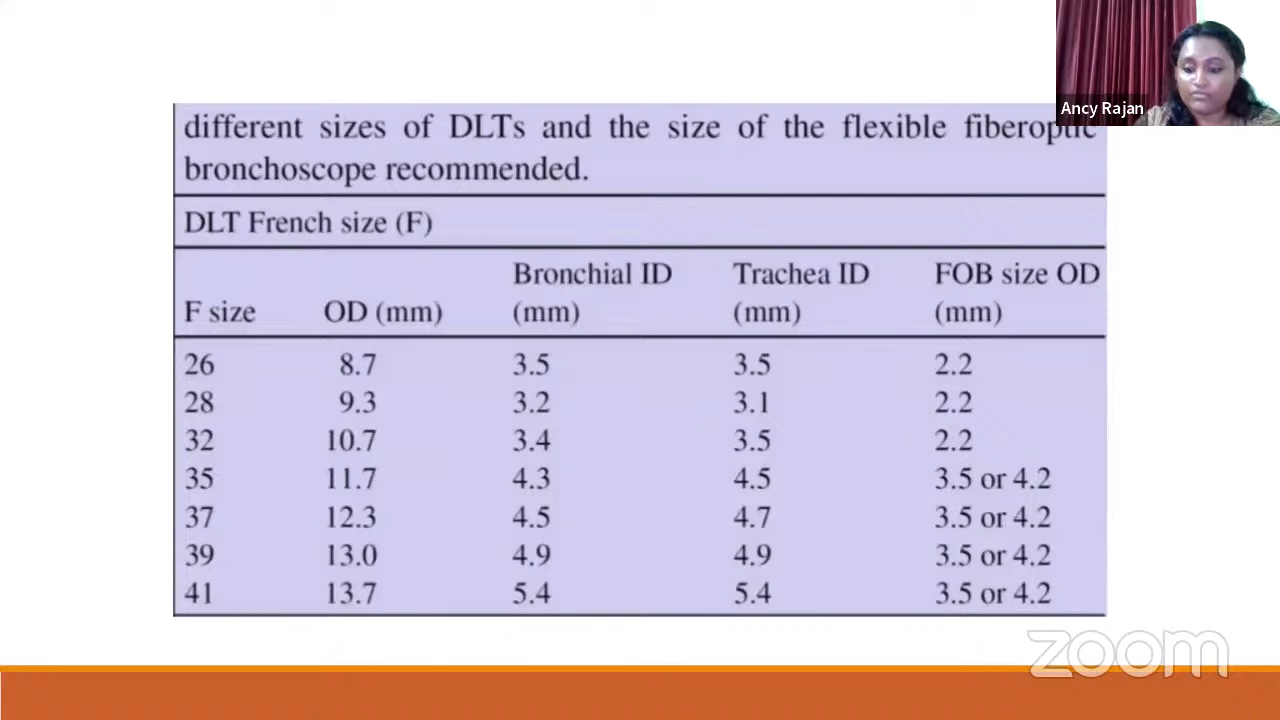 Ancy Rajan
different sizes of DLTs and the size of the flexible fiberoptic
bronchoscope recommended.
DLT French size (F)
F size OD (mm) Bronchial ID (mm) Trachea ID (mm) FOB size OD (mm)
26 8.7 3.5 3.5 2.2
28 9.3 3.2 3.1 2.2
32 10.7 3.4 3.5 2.2
35 11.7 4.3 4.5 3.5 or 4.2
37 12.3 4.5 4.7 3.5 or 4.2
39 13.0 4.9 4.9 3.5 or 4.2
41 13.7 5.4 5.4 3.5 or 4.2
zoom